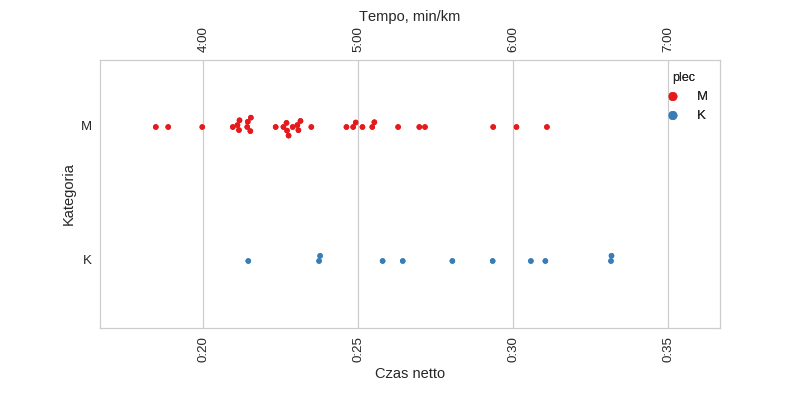 Tempo, min/km
4:00 5:00 6:00 7:00
plec
M
K
Kategoria
M
K
0:20 0:25 0:30 0:35
Czas netto